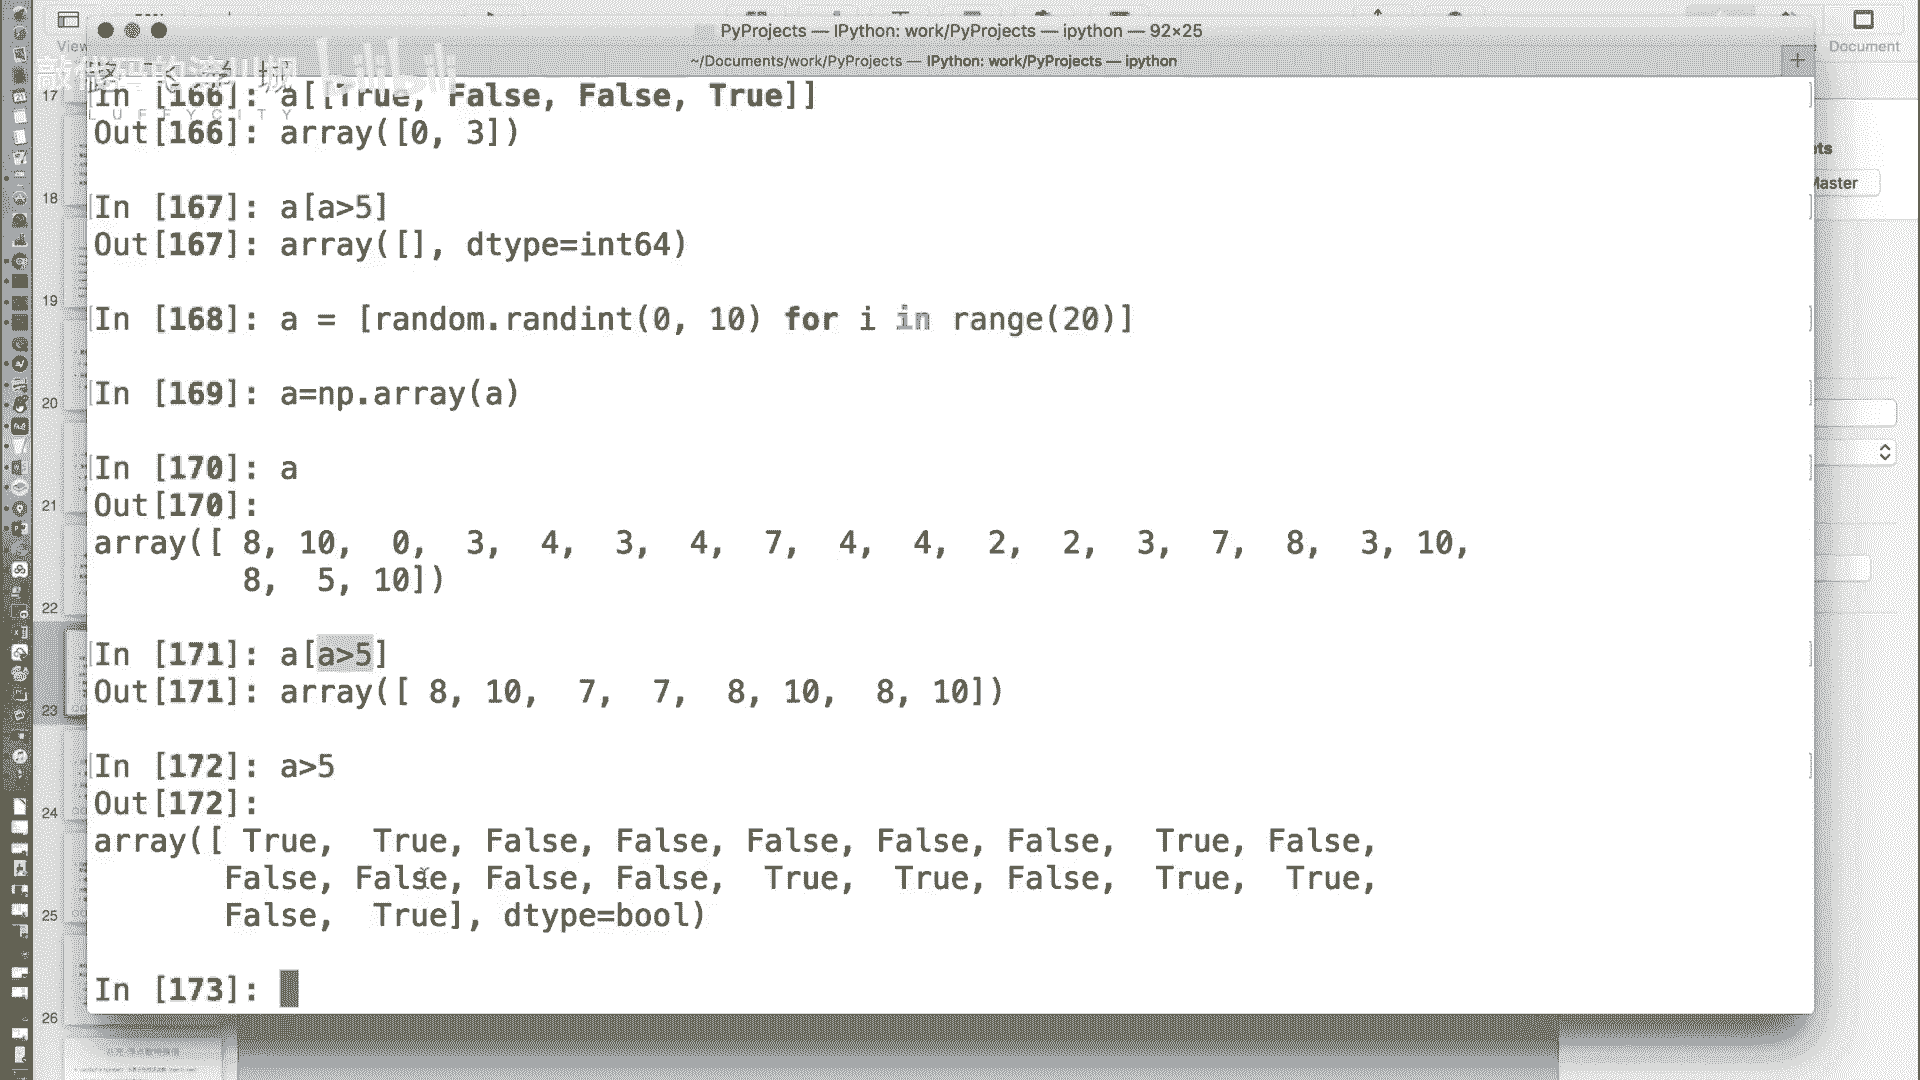 PyProjects — IPython: work/PyProjects — ipython — 92×25
View
Document
~/Documents/work/PyProjects — IPython: work/PyProjects — ipython
+
LUFFYCITY
bilibili
In [166]: a[[True, False, False, True]]
Out[166]: array([0, 3])
In [167]: a[a>5]
Out[167]: array([], dtype=int64)
In [168]: a = [random.randint(0, 10) for i in range(20)]
In [169]: a=np.array(a)
In [170]: a
Out[170]:
array([ 8, 10,  0,  3,  4,  3,  4,  7,  4,  4,  2,  2,  3,  7,  8,  3, 10,
        8,  5, 10])
In [171]: a[a>5]
Out[171]: array([ 8, 10,  7,  7,  8, 10,  8, 10])
In [172]: a>5
Out[172]:
array([ True,  True, False, False, False, False, False,  True, False,
       False, False, False, False,  True,  True, False,  True,  True,
       False,  True], dtype=bool)
In [173]:
17
18
19
20
21
22
23
24
25
26
Master